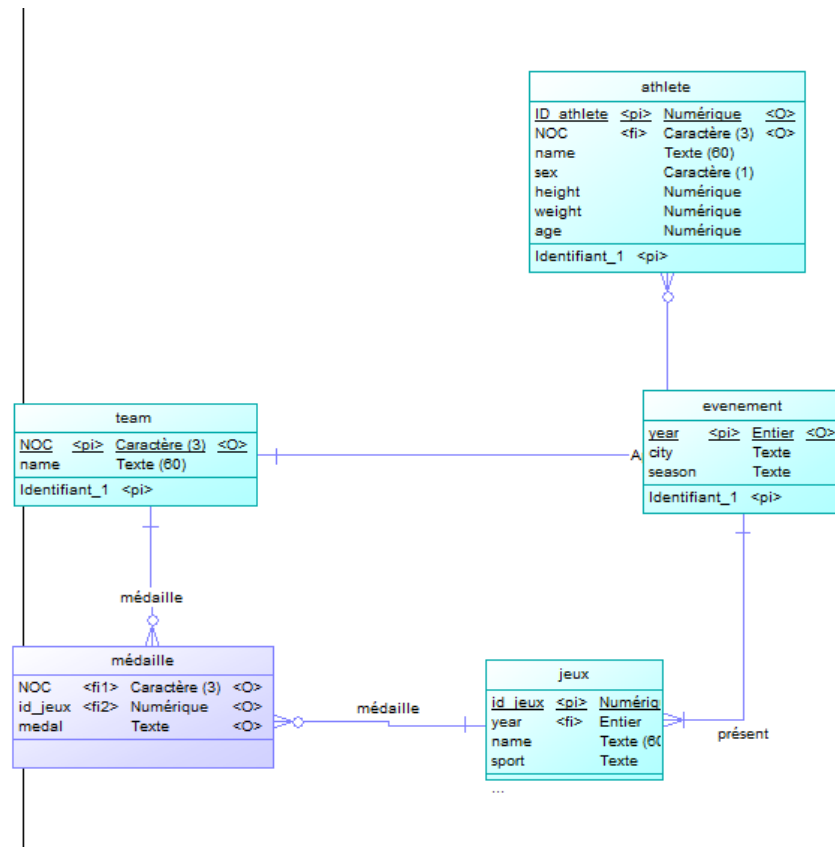 athlete
ID_athlete <pi> Numérique <O>
NOC <fi> Caractère (3) <O>
name Texte (60)
sex Caractère (1)
height Numérique
weight Numérique
age Numérique
Identifiant_1 <pi>
team
NOC <pi> Caractère (3) <O>
name Texte (60)
Identifiant_1 <pi>
A
evenement
year <pi> Entier <O>
city Texte
season Texte
Identifiant_1 <pi>
médaille
médaille
NOC <fi1> Caractère (3) <O>
id_jeux <fi2> Numérique <O>
medal Texte <O>
médaille
jeux
id_jeux <pi> Numériq
year <fi> Entier
name Texte (60
sport Texte
...
présent